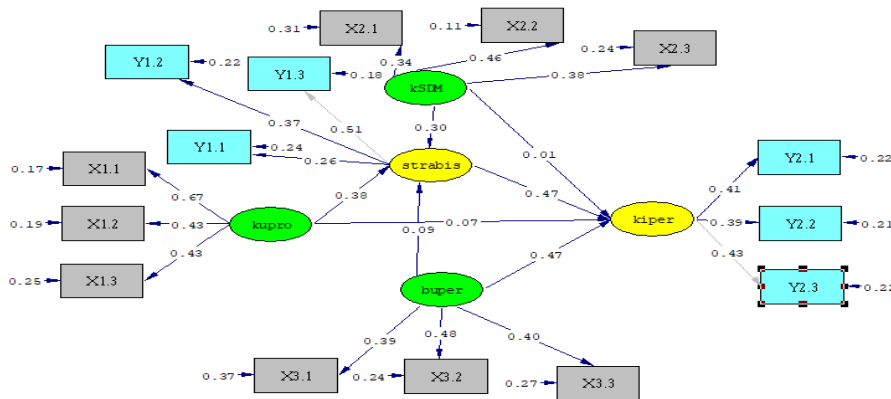 0.31
X2.1
0.11
X2.2
0.24
X2.3
Y1.2
0.22
Y1.3
0.18
0.34
0.46
0.38
kSDM
0.37
0.51
0.30
Y1.1
0.24
0.26
strabis
0.01
0.17
X1.1
0.67
0.38
0.47
Y2.1
0.22
0.41
0.19
X1.2
0.43
kupro
0.07
kiper
0.39
Y2.2
0.21
0.09
0.43
0.25
X1.3
0.43
0.47
buper
Y2.3
0.22
0.39
0.48
0.40
0.37
X3.1
0.24
X3.2
0.27
X3.3